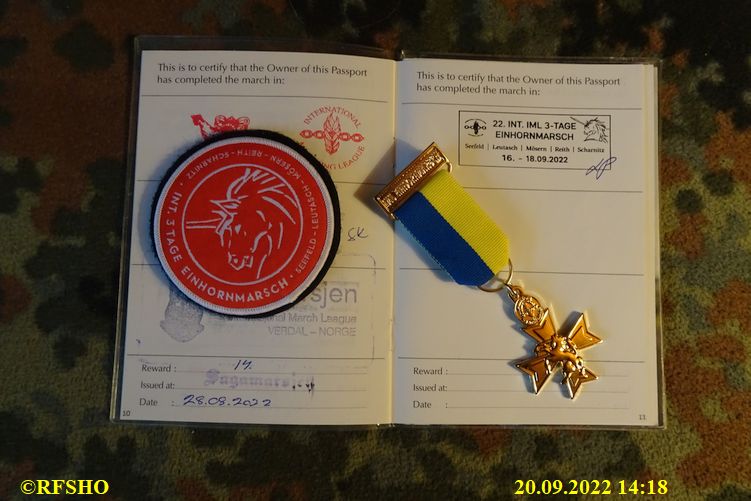 This is to certify that the Owner of this Passport
has completed the march in:
INTERNATIONAL
LEAGUE
INT. 3 TAGE EINHORNMARSCH · SEEFELD – LEUTASCH – MÖSERN – REITH – SCHARNITZ ·
March League
VERDAL – NORGE
Reward : 14.
Issued at: Sagamarsjen
Date : 28.08.2022
10
This is to certify that the Owner of this Passport
has completed the march in:
22. INT. IML 3-TAGE
EINHORNMARSCH
Seefeld | Leutasch | Mösern | Reith | Scharnitz
16. - 18.09.2022
Reward :
Issued at:
Date :
11
©RFSHO
20.09.2022 14:18